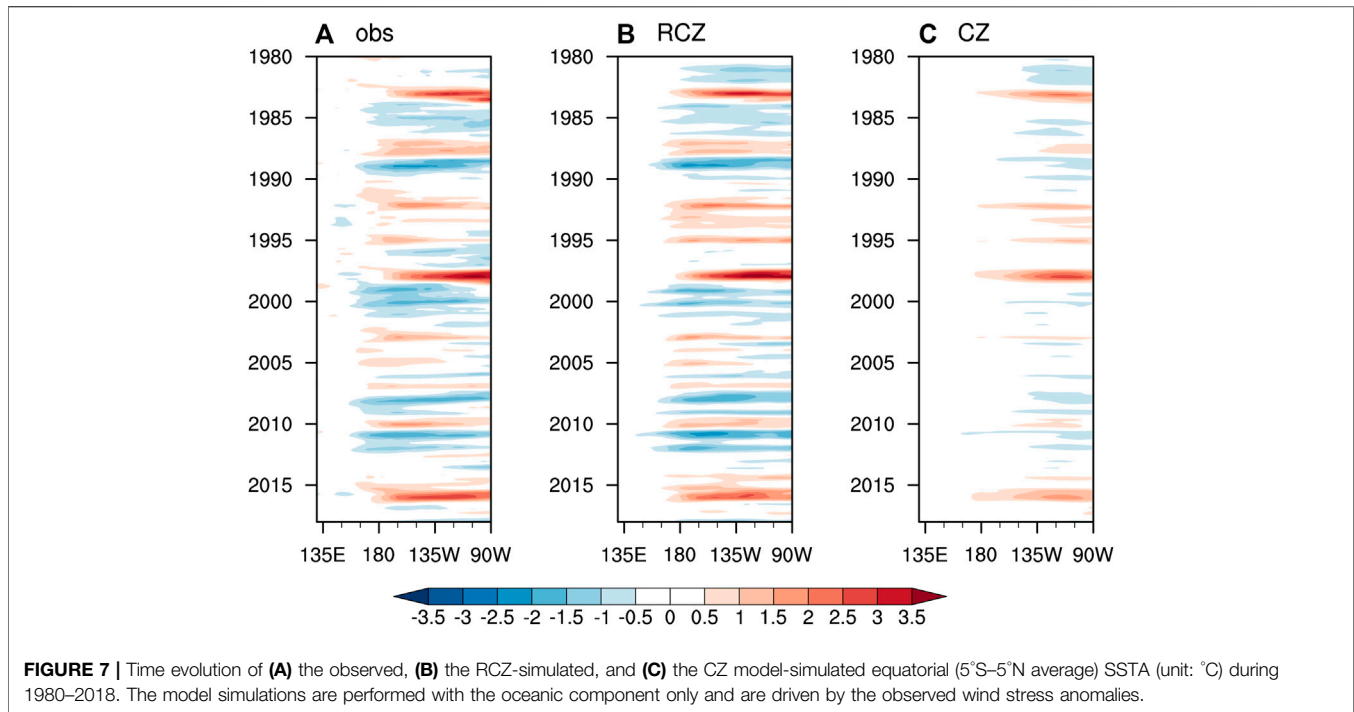 A obs
B RCZ
C CZ
1980
1985
1990
1995
2000
2005
2010
2015
135E 180 135W 90W
1980
1985
1990
1995
2000
2005
2010
2015
135E 180 135W 90W
1980
1985
1990
1995
2000
2005
2010
2015
135E 180 135W 90W
-3.5 -3 -2.5 -2 -1.5 -1 -0.5 0 0.5 1 1.5 2 2.5 3 3.5
FIGURE 7 | Time evolution of (A) the observed, (B) the RCZ-simulated, and (C) the CZ model-simulated equatorial (5°S–5°N average) SSTA (unit: °C) during
1980–2018. The model simulations are performed with the oceanic component only and are driven by the observed wind stress anomalies.